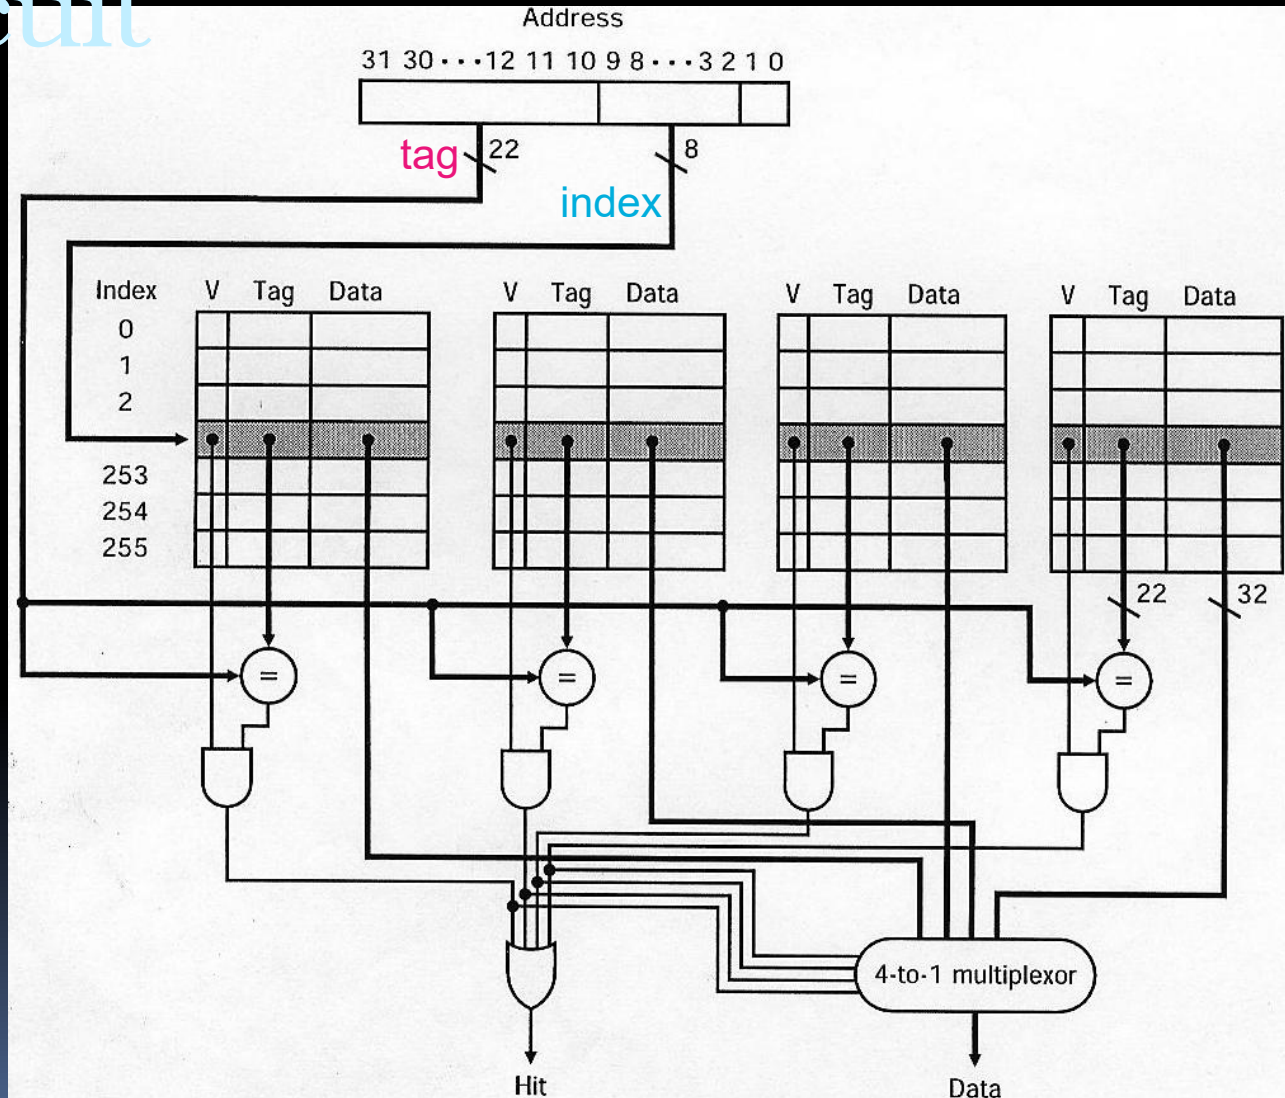 cuit
Address
31 30 ··· 12 11 10 9 8 ··· 3 2 1 0
tag 22 8
index
Index V Tag Data V Tag Data V Tag Data V Tag Data
0
1
2
253
254
255
22 32
= = = =
4-to-1 multiplexor
Hit Data